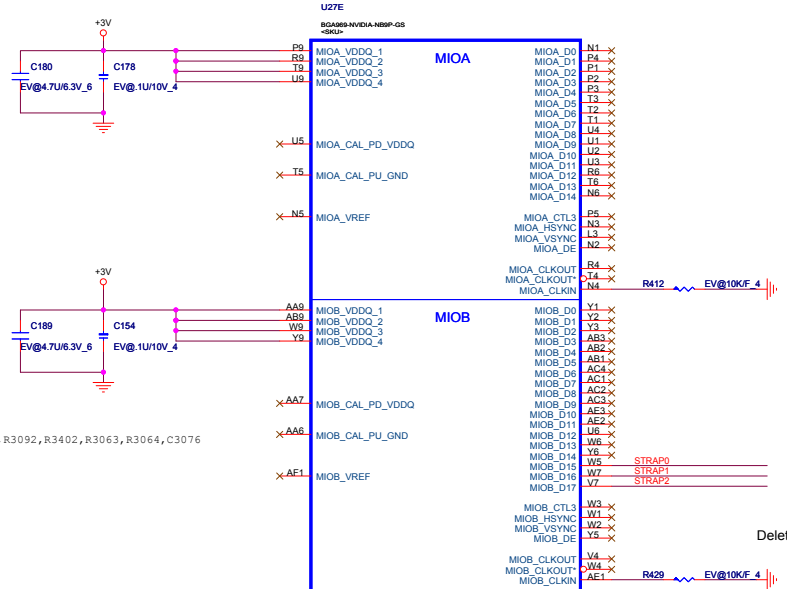 U27E
BGA969-NVIDIA-NB9P-GS
<SKU>
+3V
C180
EV@4.7U/6.3V_6
C178
EV@.1U/10V_4
P9
R9
T9
U9
MIOA_VDDQ_1
MIOA_VDDQ_2
MIOA_VDDQ_3
MIOA_VDDQ_4
MIOA
U5 MIOA_CAL_PD_VDDQ
T5 MIOA_CAL_PU_GND
N5 MIOA_VREF
MIOA_D0 N1
MIOA_D1 P4
MIOA_D2 P1
MIOA_D3 P2
MIOA_D4 P3
MIOA_D5 T3
MIOA_D6 T2
MIOA_D7 T1
MIOA_D8 U4
MIOA_D9 U1
MIOA_D10 U2
MIOA_D11 U3
MIOA_D12 R6
MIOA_D13 T6
MIOA_D14 N6
MIOA_CTL3 P5
MIOA_HSYNC N3
MIOA_VSYNC L3
MIOA_DE N2
MIOA_CLKOUT R4
MIOA_CLKOUT* T4
MIOA_CLKIN N4
R412 EV@10K/F_4
+3V
C189
EV@4.7U/6.3V_6
C154
EV@.1U/10V_4
AA9
AB9
W9
Y9
MIOB_VDDQ_1
MIOB_VDDQ_2
MIOB_VDDQ_3
MIOB_VDDQ_4
MIOB
AA7 MIOB_CAL_PD_VDDQ
AA6 MIOB_CAL_PU_GND
AF1 MIOB_VREF
R3092,R3402,R3063,R3064,C3076
MIOB_D0 Y1
MIOB_D1 Y2
MIOB_D2 Y3
MIOB_D3 AB3
MIOB_D4 AB2
MIOB_D5 AB1
MIOB_D6 AC4
MIOB_D7 AC1
MIOB_D8 AC2
MIOB_D9 AC3
MIOB_D10 AE3
MIOB_D11 AE2
MIOB_D12 U6
MIOB_D13 W6
MIOB_D14 Y6
MIOB_D15 W5 STRAP0
MIOB_D16 W7 STRAP1
MIOB_D17 V7 STRAP2
MIOB_CTL3 W3
MIOB_HSYNC W1
MIOB_VSYNC W2
MIOB_DE Y5
Delet
MIOB_CLKOUT V4
MIOB_CLKOUT* W4
MIOB_CLKIN AE1
R429 EV@10K/F_4